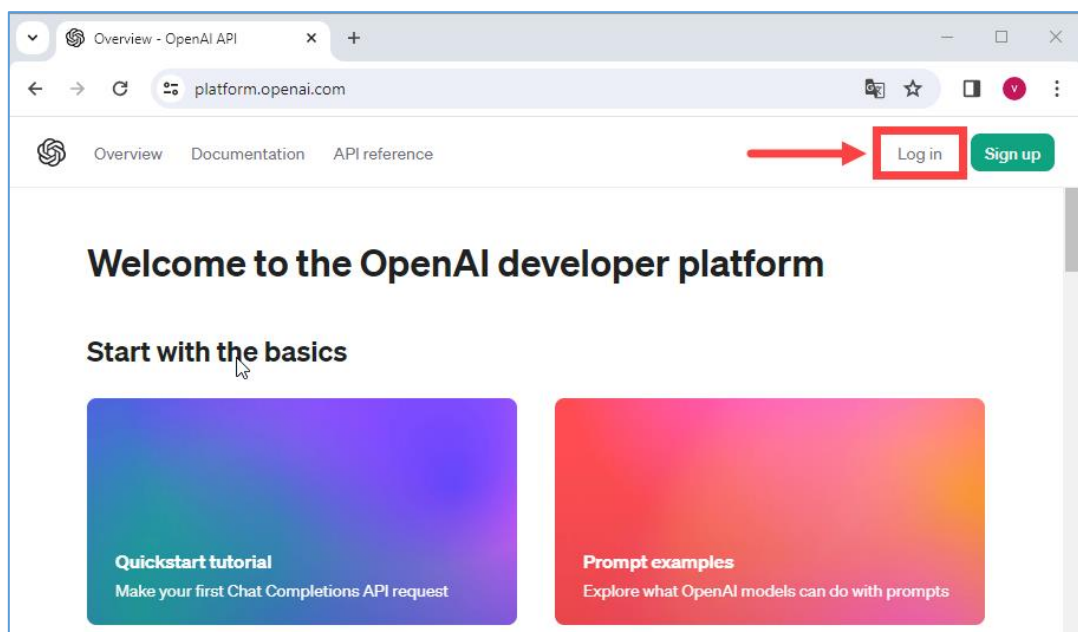 Overview - OpenAI API
platform.openai.com
V
Overview Documentation API reference Log in Sign up
Welcome to the OpenAI developer platform
Start with the basics
Quickstart tutorial
Make your first Chat Completions API request
Prompt examples
Explore what OpenAI models can do with prompts